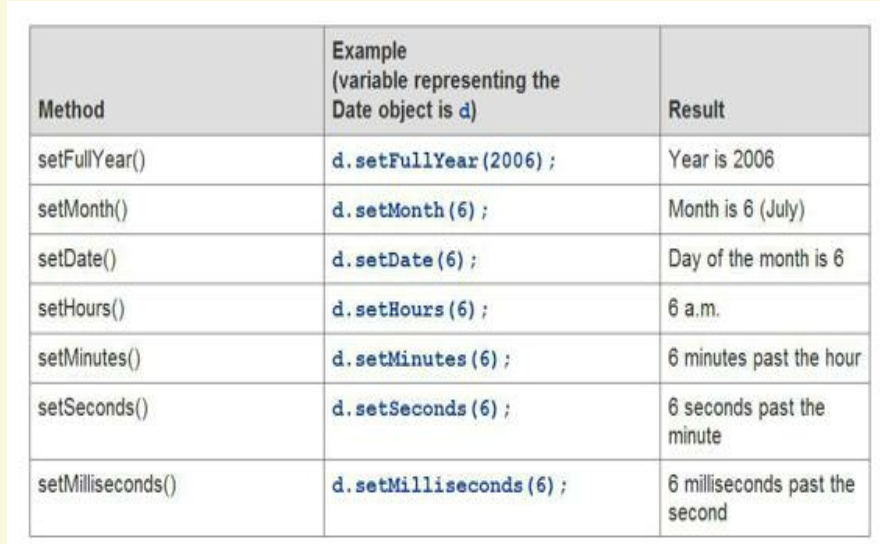 Method
Example
(variable representing the
Date object is d)
Result
setFullYear()
d.setFullYear(2006);
Year is 2006
setMonth()
d.setMonth(6);
Month is 6 (July)
setDate()
d.setDate(6);
Day of the month is 6
setHours()
d.setHours(6);
6 a.m.
setMinutes()
d.setMinutes(6);
6 minutes past the hour
setSeconds()
d.setSeconds(6);
6 seconds past the
minute
setMilliseconds()
d.setMilliseconds(6);
6 milliseconds past the
second